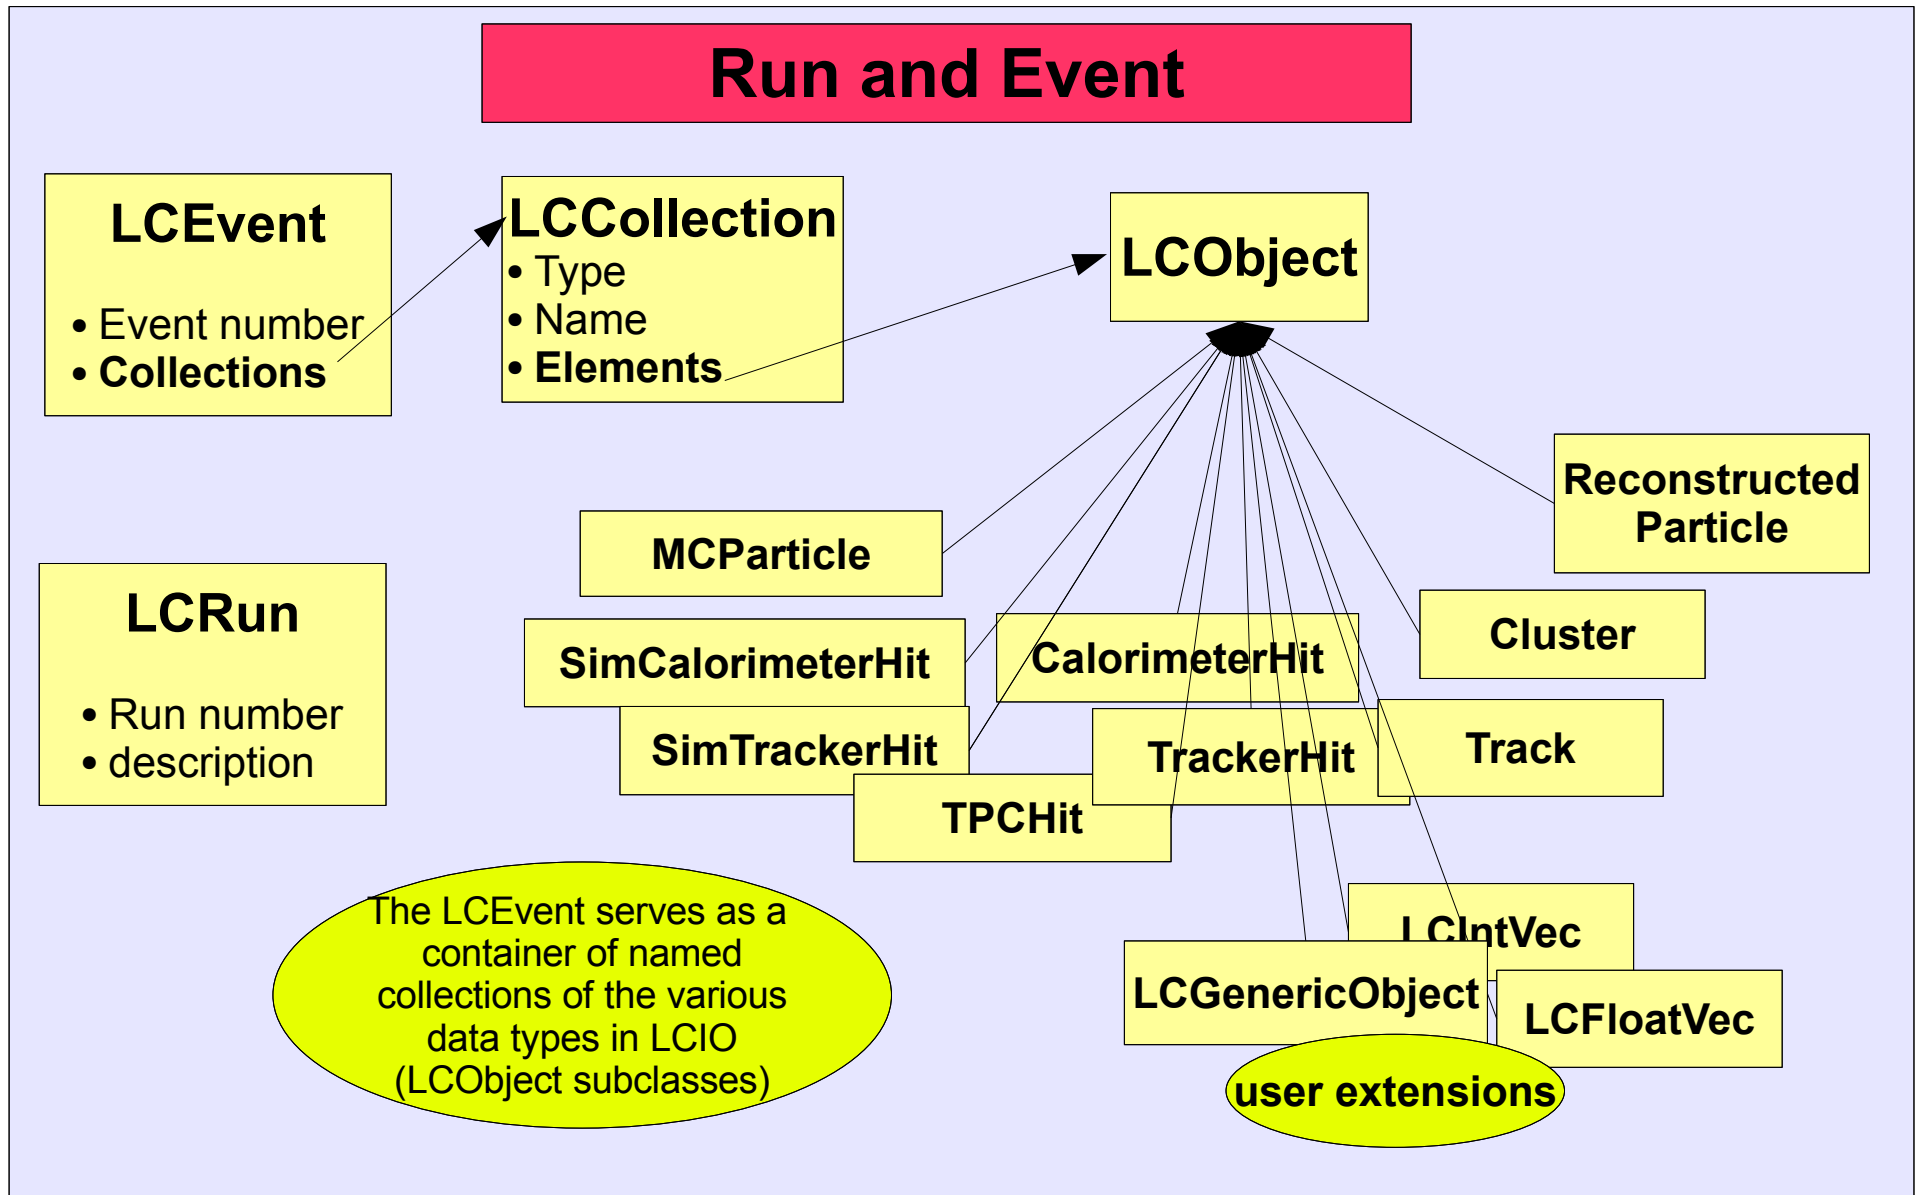 Run and Event
LCEvent
• Event number
• Collections
LCCollection
• Type
• Name
• Elements
LCObject
Reconstructed
Particle
MCParticle
LCRun
• Run number
• description
SimCalorimeterHit
CalorimeterHit
Cluster
SimTrackerHit
TrackerHit
Track
TPCHit
The LCEvent serves as a
container of named
collections of the various
data types in LCIO
(LCObject subclasses)
LCIntVec
LCGenericObject
LCFloatVec
user extensions